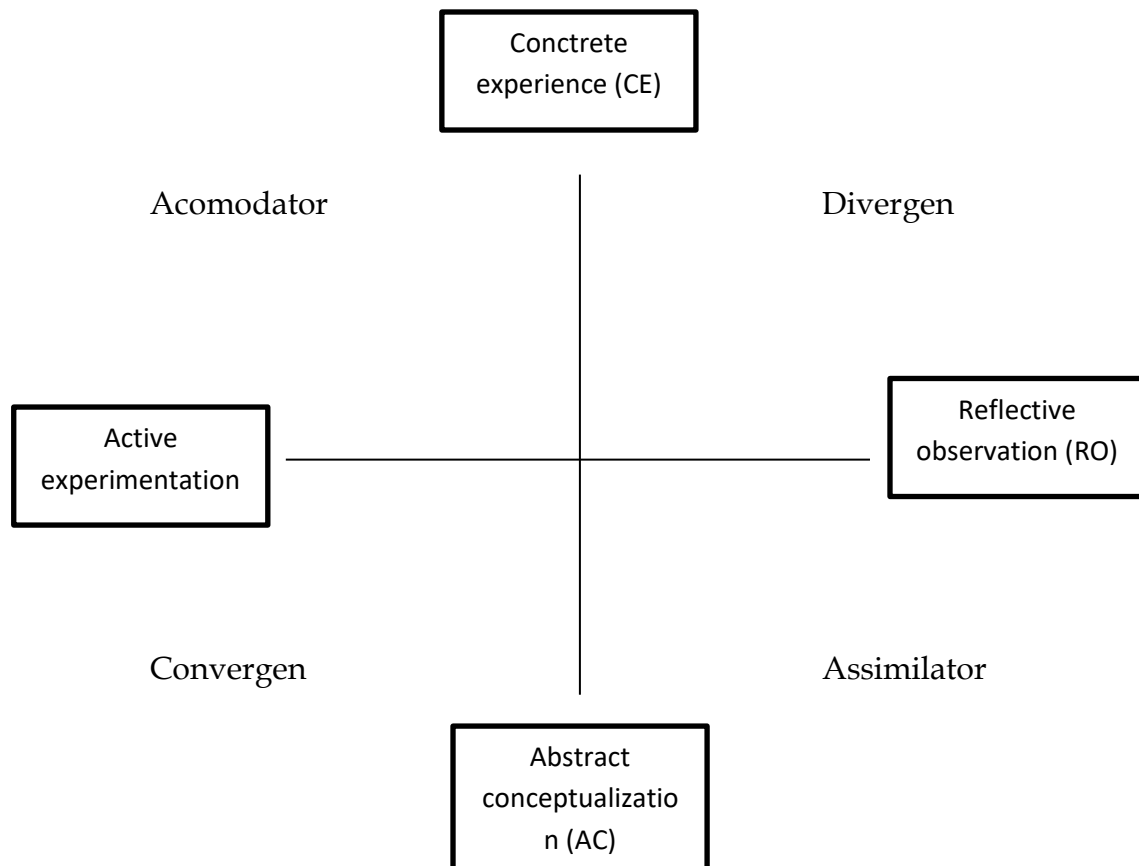 Conctrete
experience (CE)
Acomodator
Divergen
Active
experimentation
Reflective
observation (RO)
Convergen
Assimilator
Abstract
conceptualizatio
n (AC)